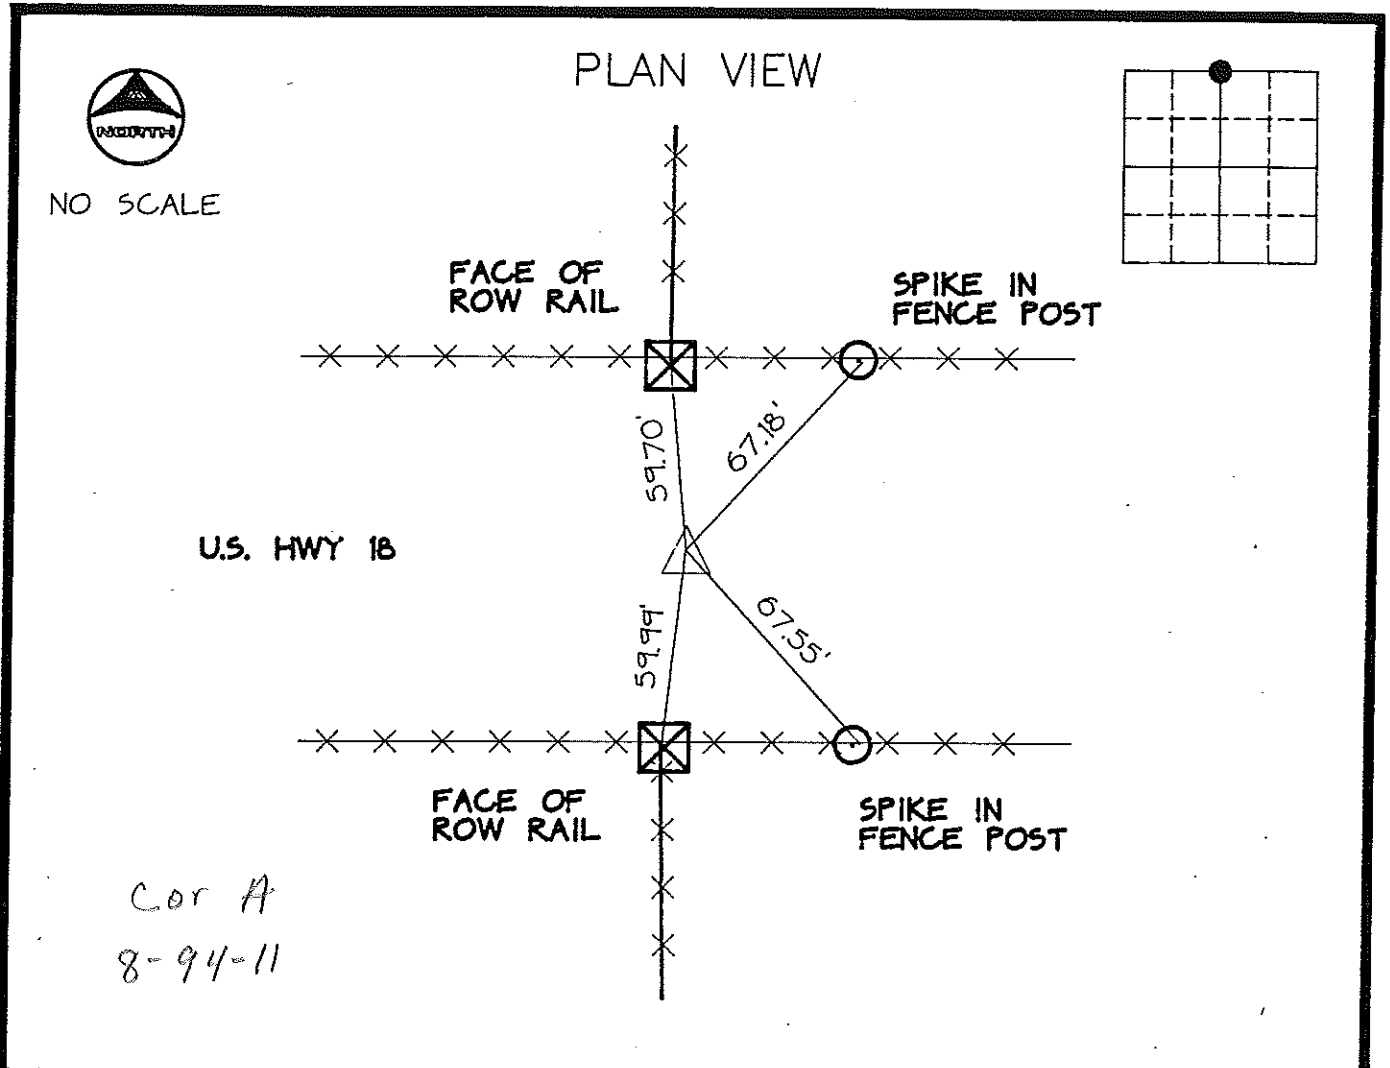 PLAN VIEW
NORTH
NO SCALE
FACE OF
ROW RAIL
SPIKE IN
FENCE POST
59.70'
67.18'
U.S. HWY 18
59.99'
67.55'
FACE OF
ROW RAIL
SPIKE IN
FENCE POST
Cor A
8-94-11